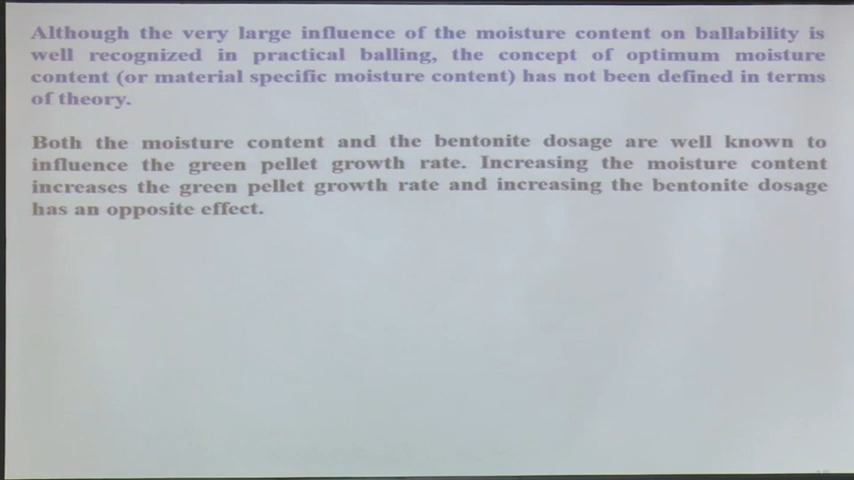 Although the very large influence of the moisture content on ballability is
well recognized in practical balling, the concept of optimum moisture
content (or material specific moisture content) has not been defined in terms
of theory.
Both the moisture content and the bentonite dosage are well known to
influence the green pellet growth rate. Increasing the moisture content
increases the green pellet growth rate and increasing the bentonite dosage
has an opposite effect.